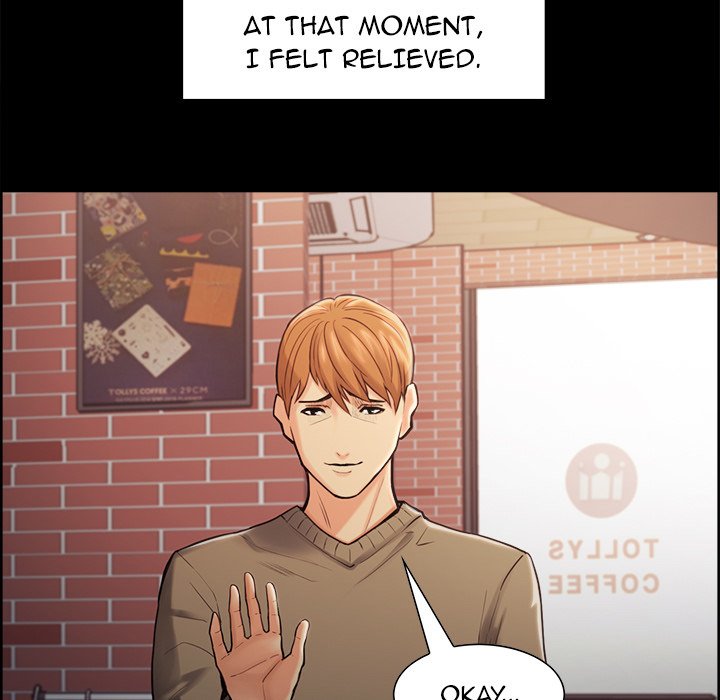 AT THAT MOMENT,
I FELT RELIEVED.
TOLLYS COFFEE × 29CM
TOLLYS
COFFEE
OKAY...